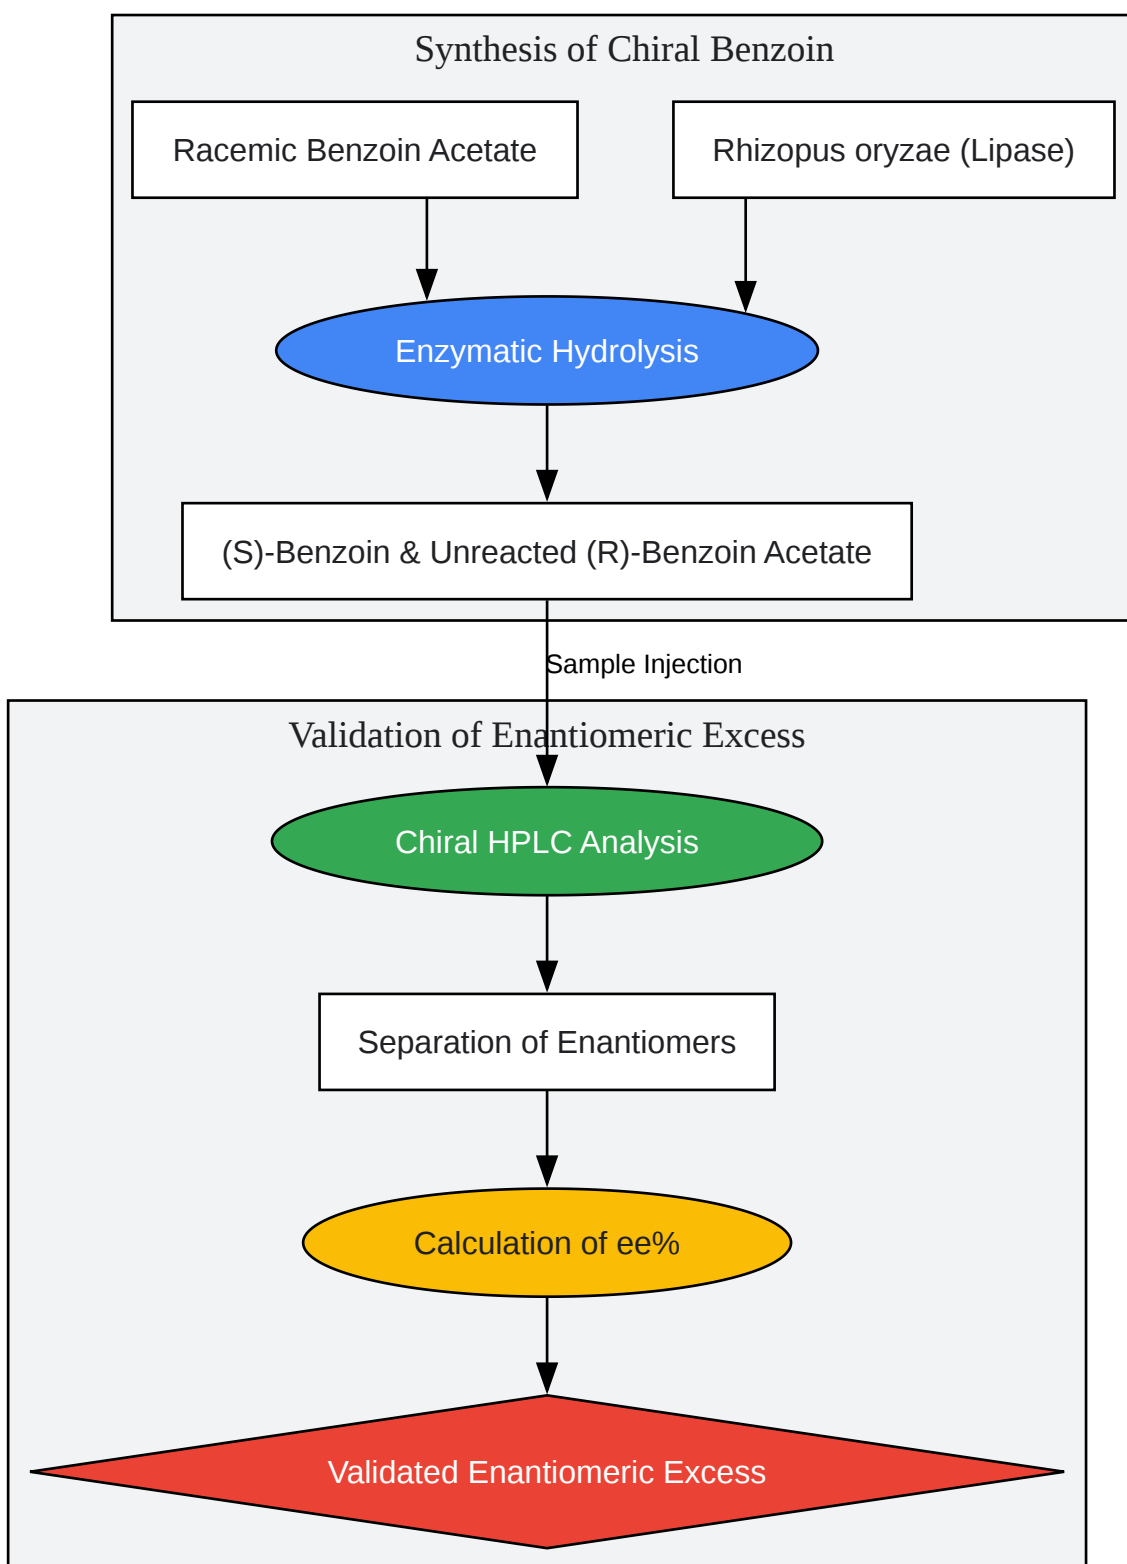 Synthesis of Chiral Benzoin
Racemic Benzoin Acetate
Rhizopus oryzae (Lipase)
Enzymatic Hydrolysis
(S)-Benzoin & Unreacted (R)-Benzoin Acetate
Sample Injection
Validation of Enantiomeric Excess
Chiral HPLC Analysis
Separation of Enantiomers
Calculation of ee%
Validated Enantiomeric Excess